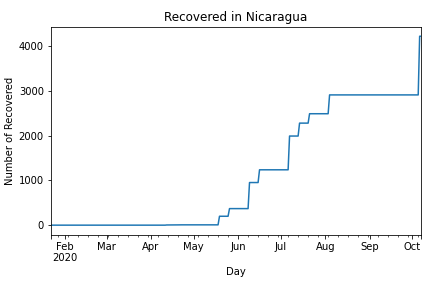 Recovered in Nicaragua
Number of Recovered
4000
3000
2000
1000
0
Feb Mar Apr May Jun Jul Aug Sep Oct
2020
Day